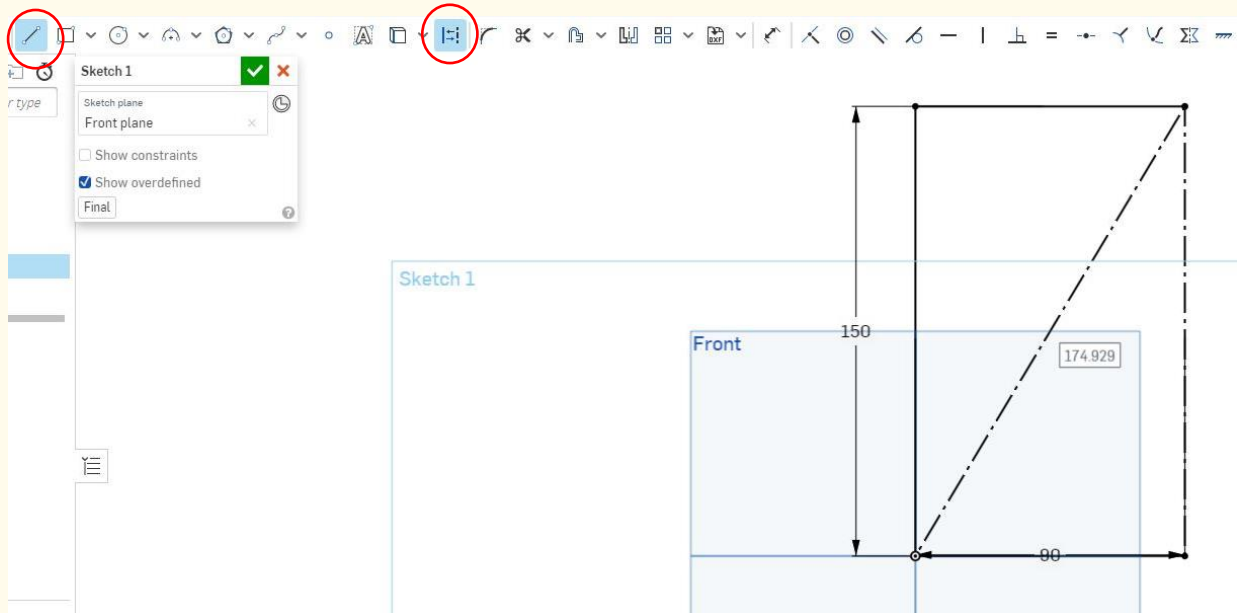 Sketch 1
r type
Sketch plane
Front plane
Show constraints
Show overdefined
Final
Sketch 1
Front
150
174.929
90
A
DXF